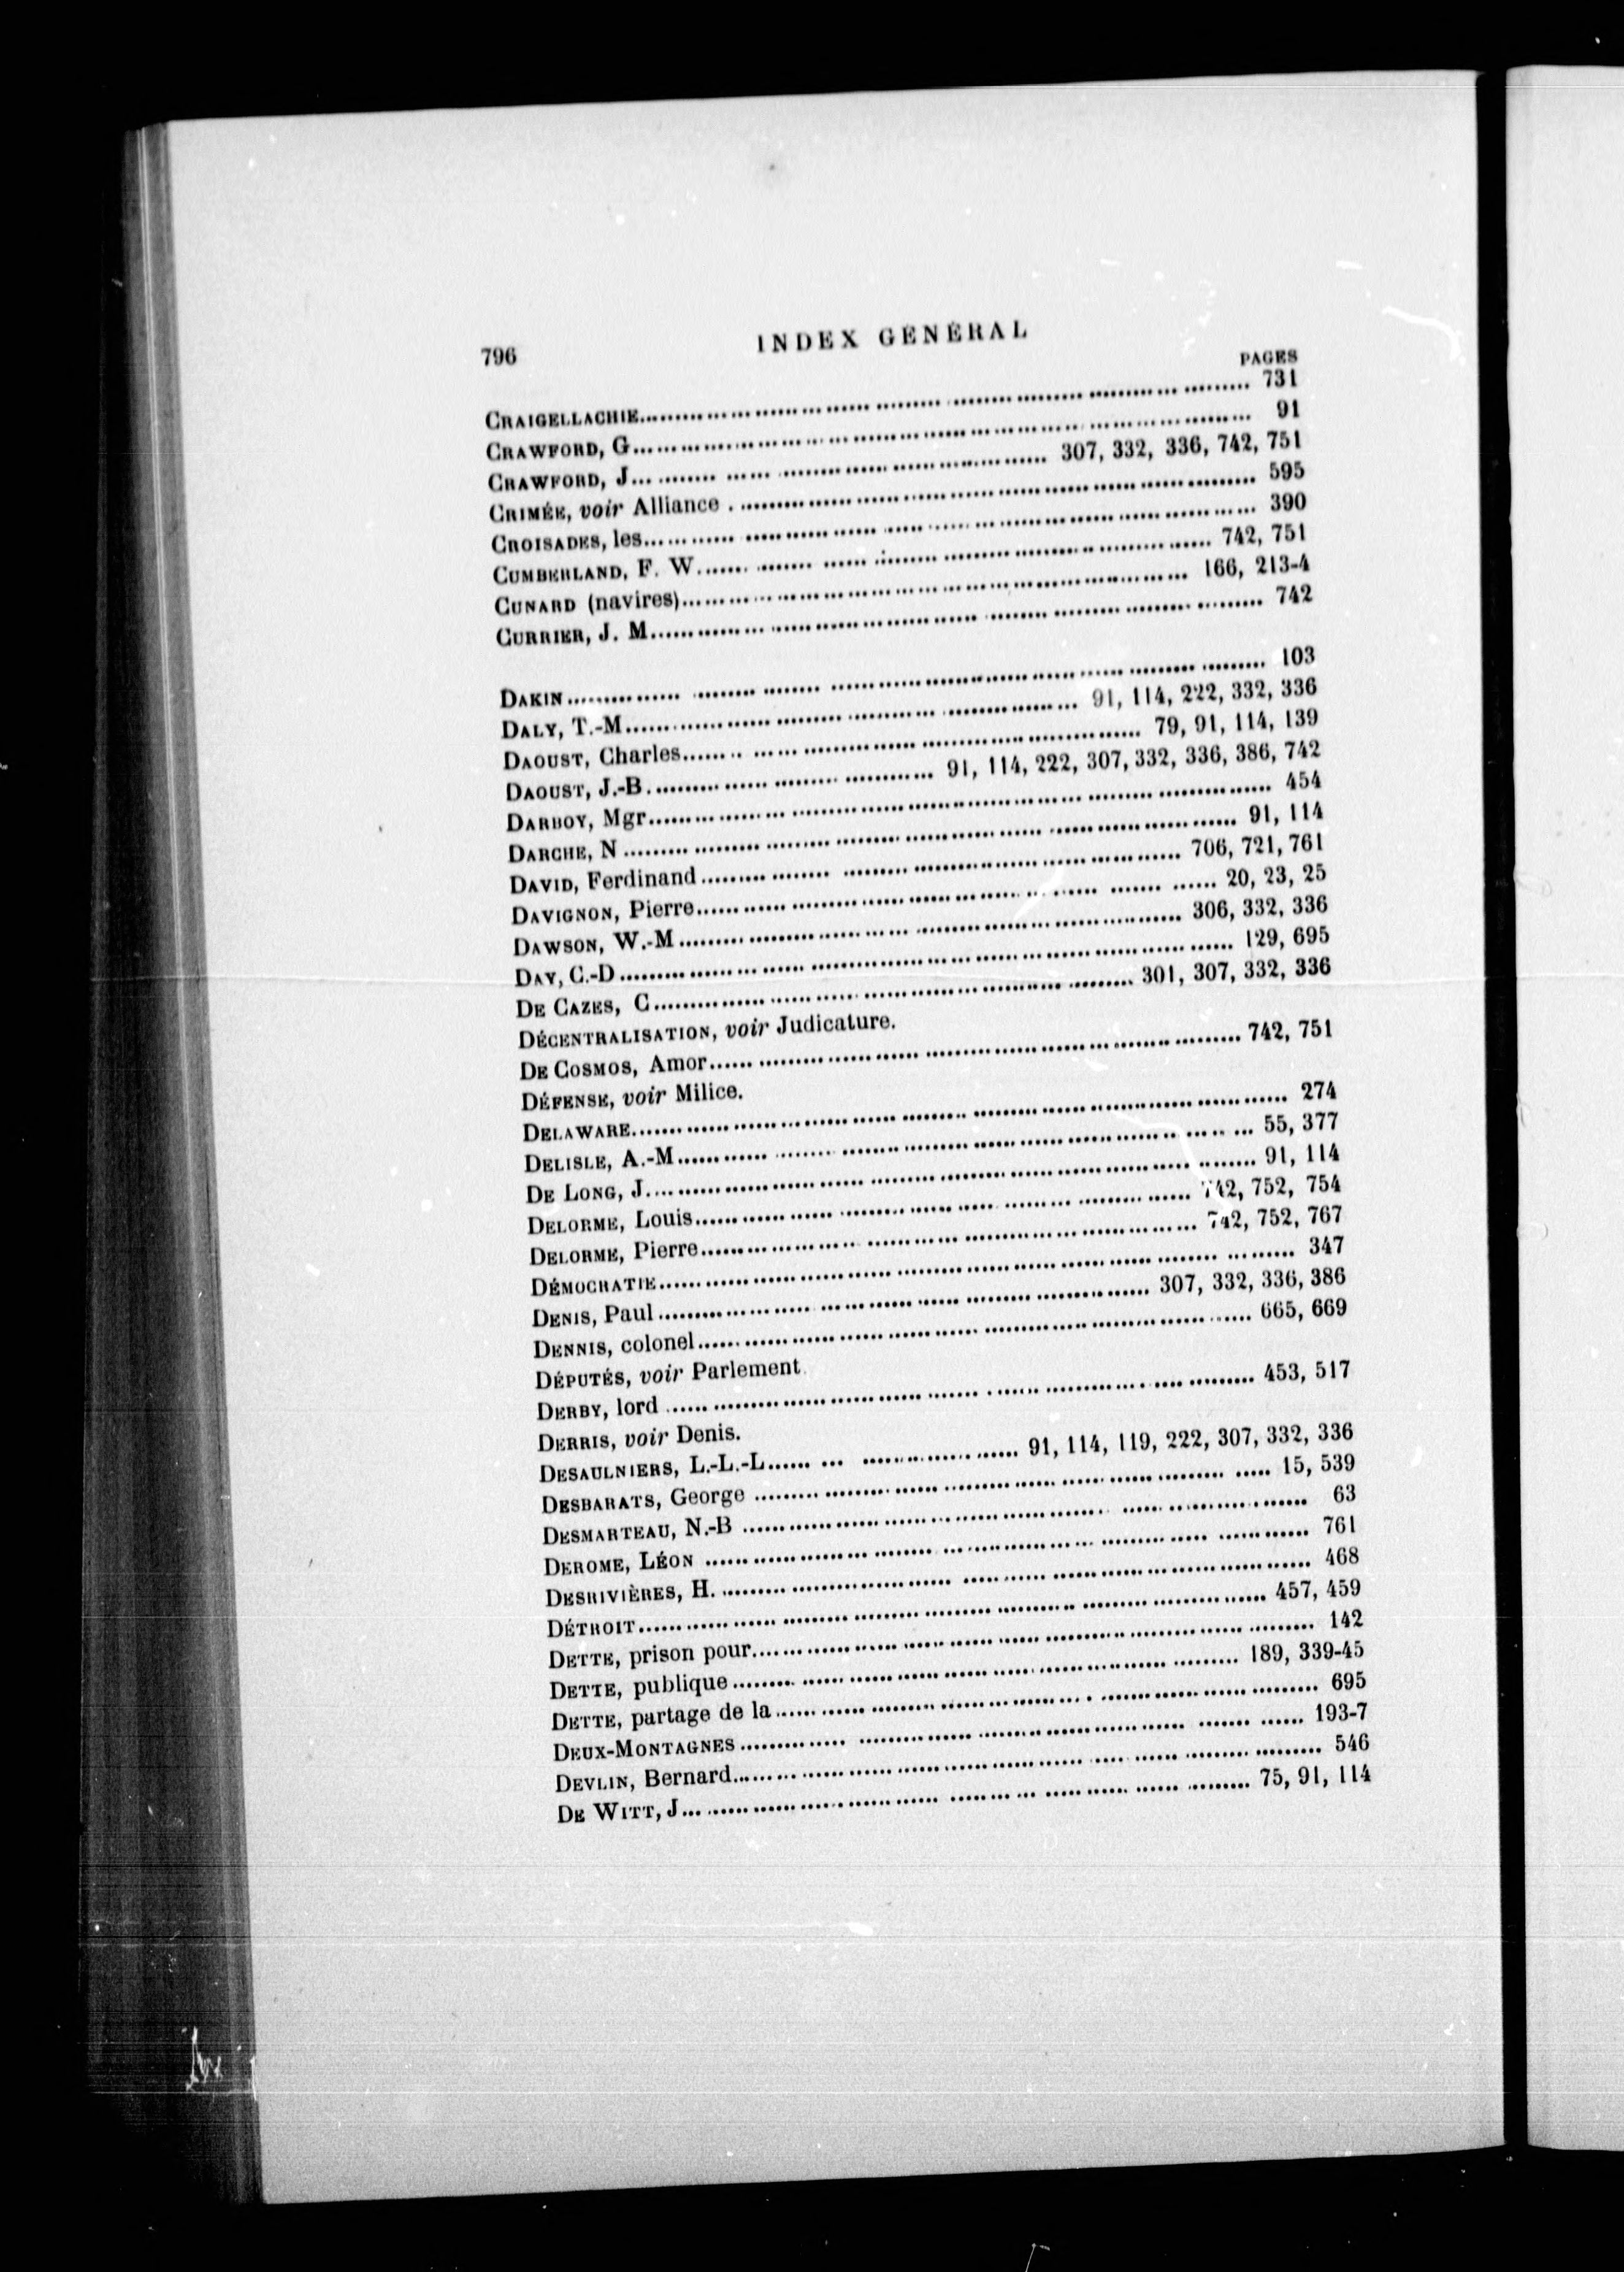 796
INDEX GÉNÉRAL
PAGES
CRAIGELLACHIE........ 731
CRAWFORD, G........ 91
CRAWFORD, J........ 307, 332, 336, 742, 751
CRIMÉE, voir Alliance ........ 595
CROISADES, les........ 390
CUMBERLAND, F. W........ 742, 751
CUNARD (navires)........ 166, 213-4
CURRIER, J. M........ 742
DAKIN........ 103
DALY, T.-M........ 91, 114, 222, 332, 336
DAOUST, Charles........ 79, 91, 114, 139
DAOUST, J.-B........ 91, 114, 222, 307, 332, 336, 386, 742
DARBOY, Mgr........ 454
DARCHE, N ........ 91, 114
DAVID, Ferdinand........ 706, 721, 761
DAVIGNON, Pierre........ 20, 23, 25
DAWSON, W.-M........ 306, 332, 336
DAY, C.-D........ 129, 695
DE CAZES, C........ 301, 307, 332, 336
DÉCENTRALISATION, voir Judicature.
DE COSMOS, Amor........ 742, 751
DÉFENSE, voir Milice.
DELAWARE........ 274
DELISLE, A.-M........ 55, 377
DE LONG, J........ 91, 114
DELORME, Louis........ 742, 752, 754
DELORME, Pierre........ 742, 752, 767
DÉMOCRATIE........ 347
DENIS, Paul ........ 307, 332, 336, 386
DENNIS, colonel........ 665, 669
DÉPUTÉS, voir Parlement
DERBY, lord ........ 453, 517
DERRIS, voir Denis.
DESAULNIERS, L.-L.-L........ 91, 114, 119, 222, 307, 332, 336
DESBARATS, George ........ 15, 539
DESMARTEAU, N.-B ........ 63
DEROME, LÉON ........ 761
DESRIVIÈRES, H. ........ 468
DÉTROIT........ 457, 459
DETTE, prison pour........ 142
DETTE, publique ........ 189, 339-45
DETTE, partage de la ........ 695
DEUX-MONTAGNES ........ 193-7
DEVLIN, Bernard........ 546
DE WITT, J........ 75, 91, 114